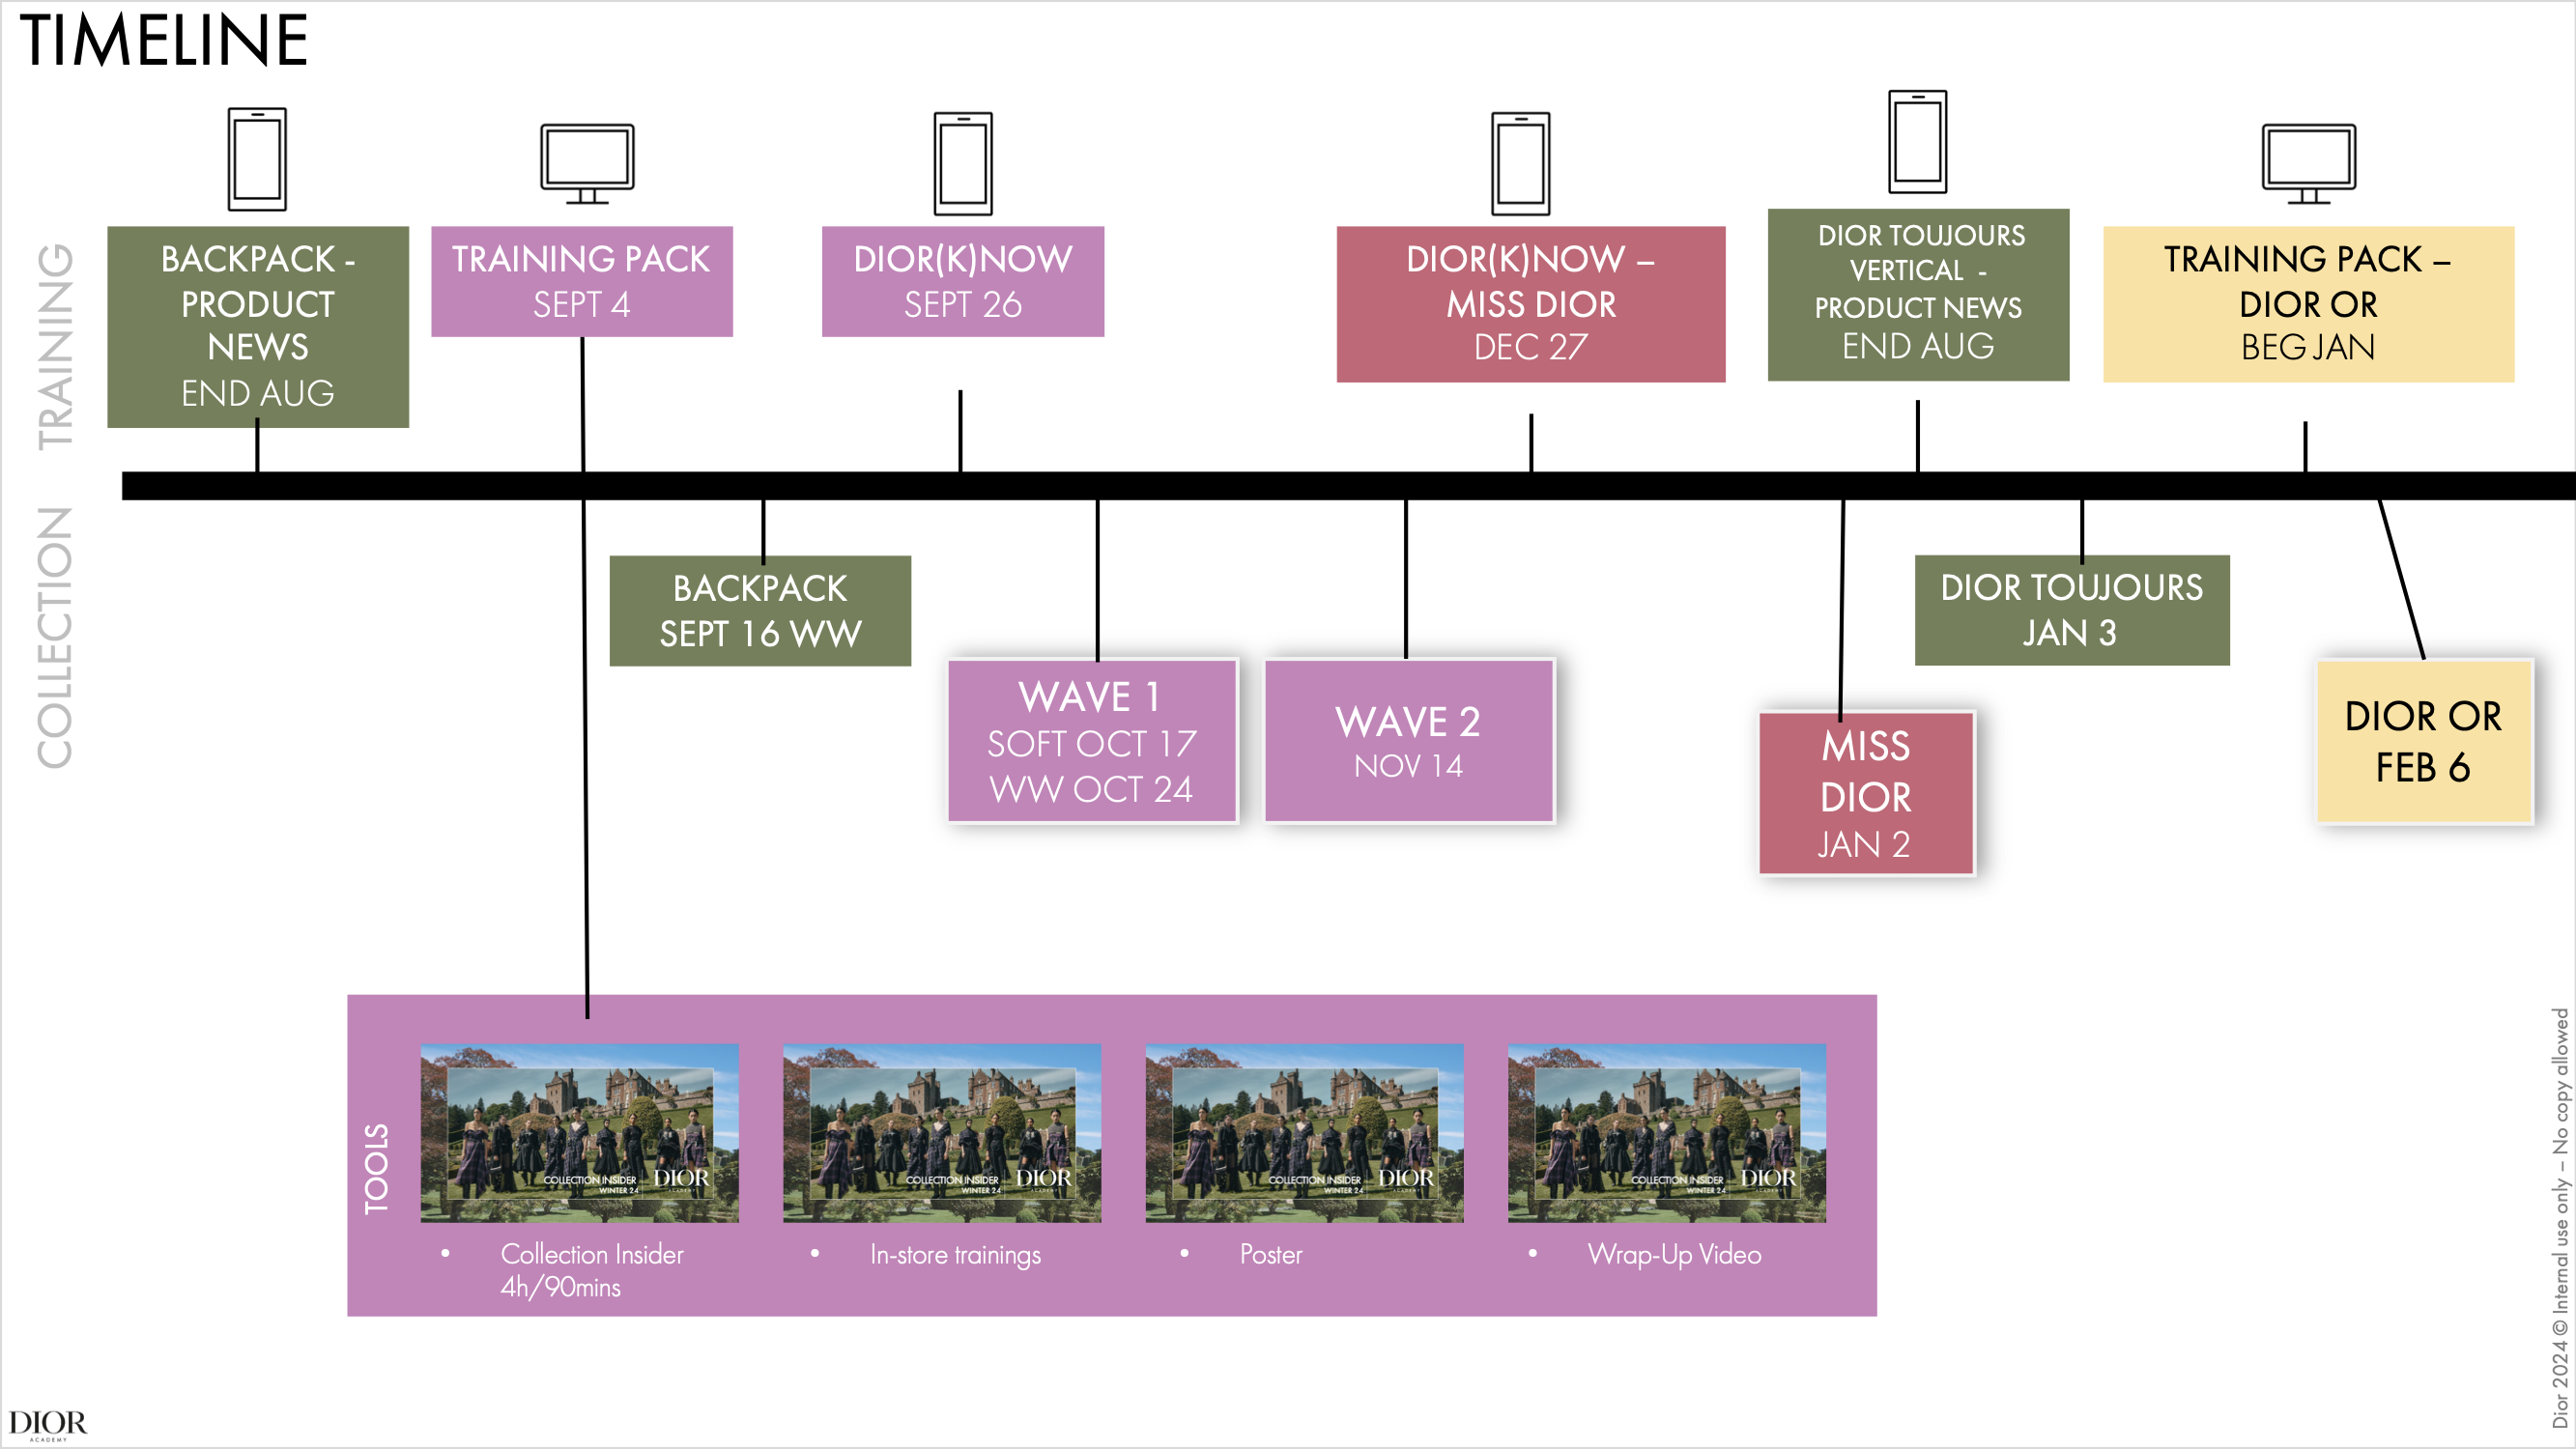 TIMELINE
TRAINING
BACKPACK -
PRODUCT
NEWS
END AUG
TRAINING PACK
SEPT 4
DIOR(K)NOW
SEPT 26
DIOR(K)NOW –
MISS DIOR
DEC 27
DIOR TOUJOURS
VERTICAL -
PRODUCT NEWS
END AUG
TRAINING PACK –
DIOR OR
BEG JAN
COLLECTION
BACKPACK
SEPT 16 WW
WAVE 1
SOFT OCT 17
WW OCT 24
WAVE 2
NOV 14
MISS
DIOR
JAN 2
DIOR TOUJOURS
JAN 3
DIOR OR
FEB 6
TOOLS
COLLECTION INSIDER
WINTER 24
DIOR
ACADEMY
• Collection Insider
4h/90mins
COLLECTION INSIDER
WINTER 24
DIOR
ACADEMY
• In-store trainings
COLLECTION INSIDER
WINTER 24
DIOR
ACADEMY
• Poster
COLLECTION INSIDER
WINTER 24
DIOR
ACADEMY
• Wrap-Up Video
Dior 2024 © Internal use only – No copy allowed
DIOR
ACADEMY